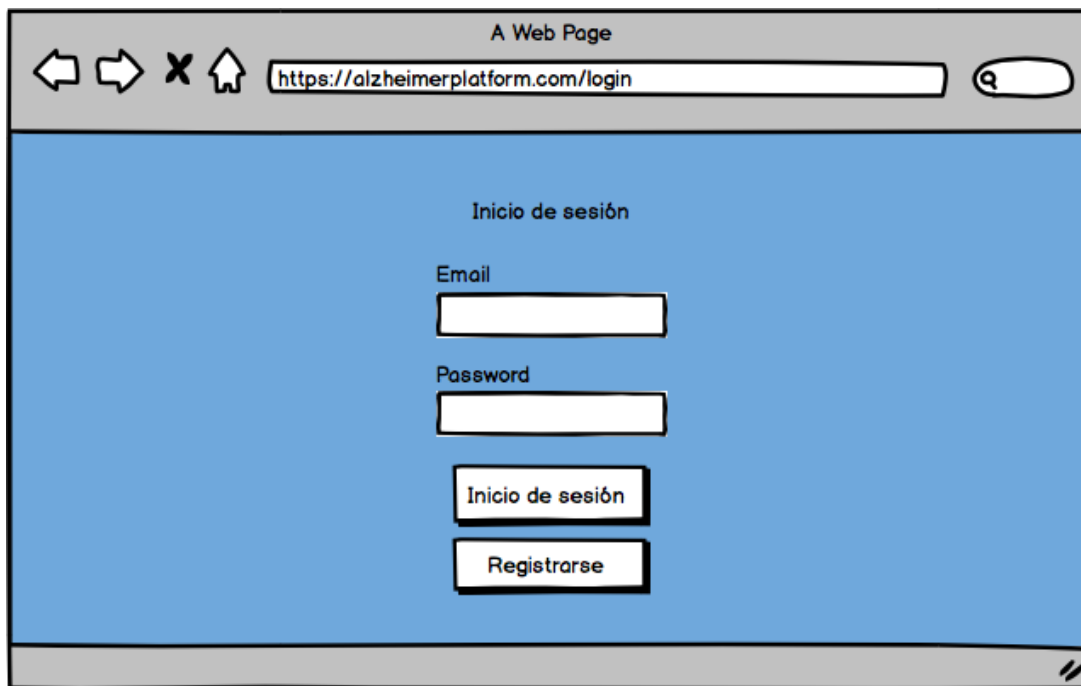 A Web Page
https://alzheimerplatform.com/login
Inicio de sesión
Email
Password
Inicio de sesión
Registrarse